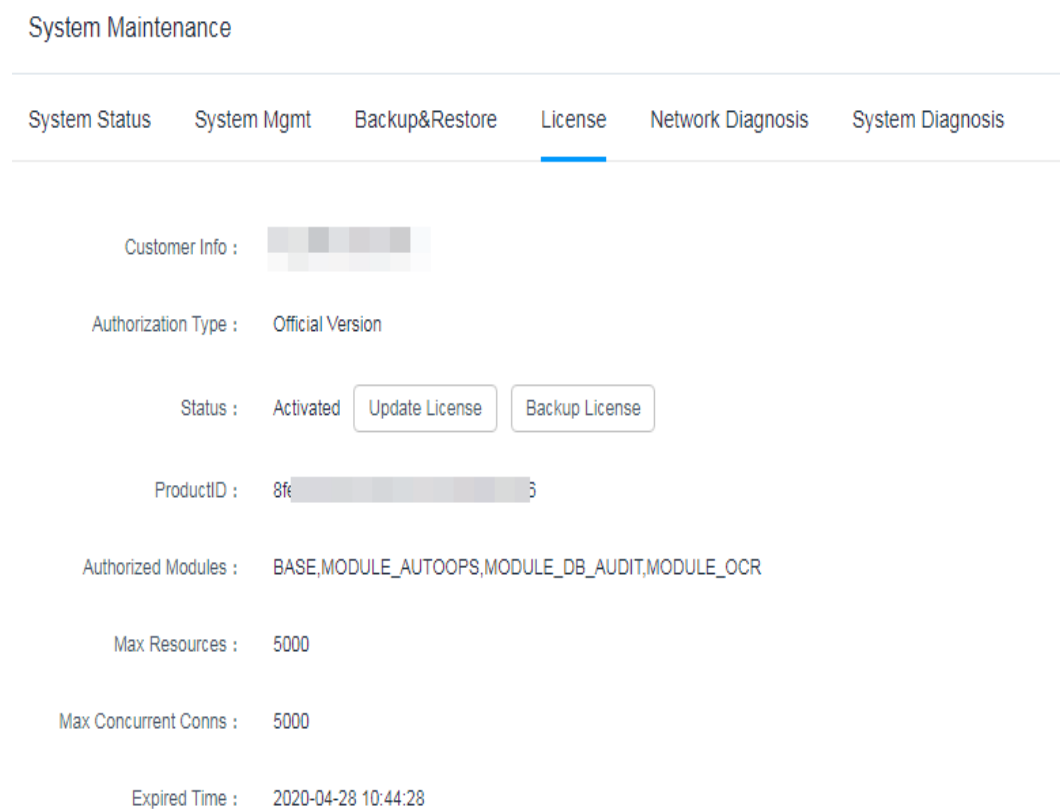 System Maintenance
System Status System Mgmt Backup&Restore License Network Diagnosis System Diagnosis
Customer Info :
Authorization Type : Official Version
Status : Activated Update License Backup License
ProductID :
Authorized Modules : BASE,MODULE_AUTOOPS,MODULE_DB_AUDIT,MODULE_OCR
Max Resources : 5000
Max Concurrent Conns : 5000
Expired Time : 2020-04-28 10:44:28